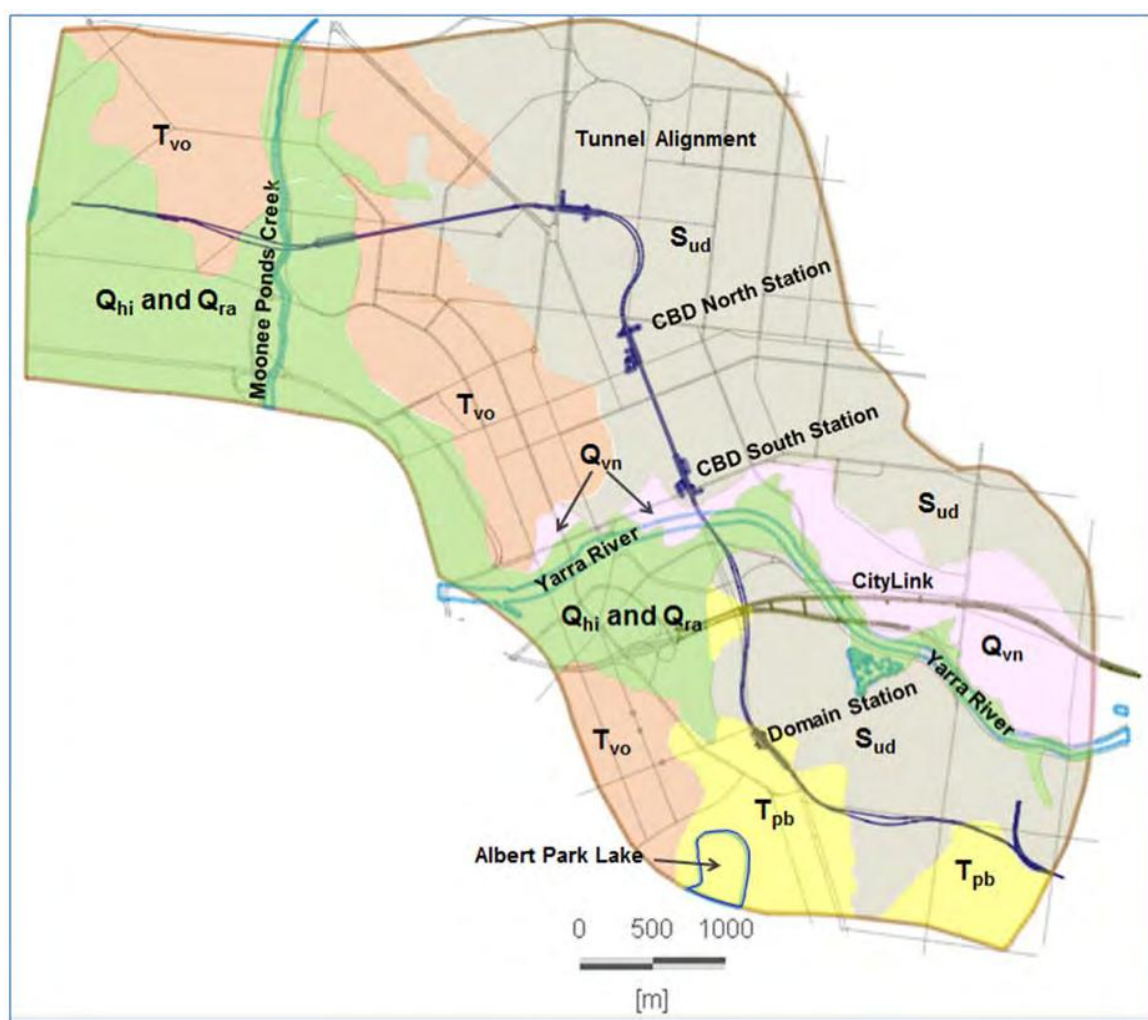 Tunnel Alignment
Tvo
Moonee Ponds Creek
Sud
CBD North Station
Qhi and Qra
Tvo
CBD South Station
Qvn
Sud
Yarra River
CityLink
Qhi and Qra
Qvn
Yarra River
Domain Station
Tvo
Sud
Tpb
Albert Park Lake
Tpb
0 500 1000
[m]